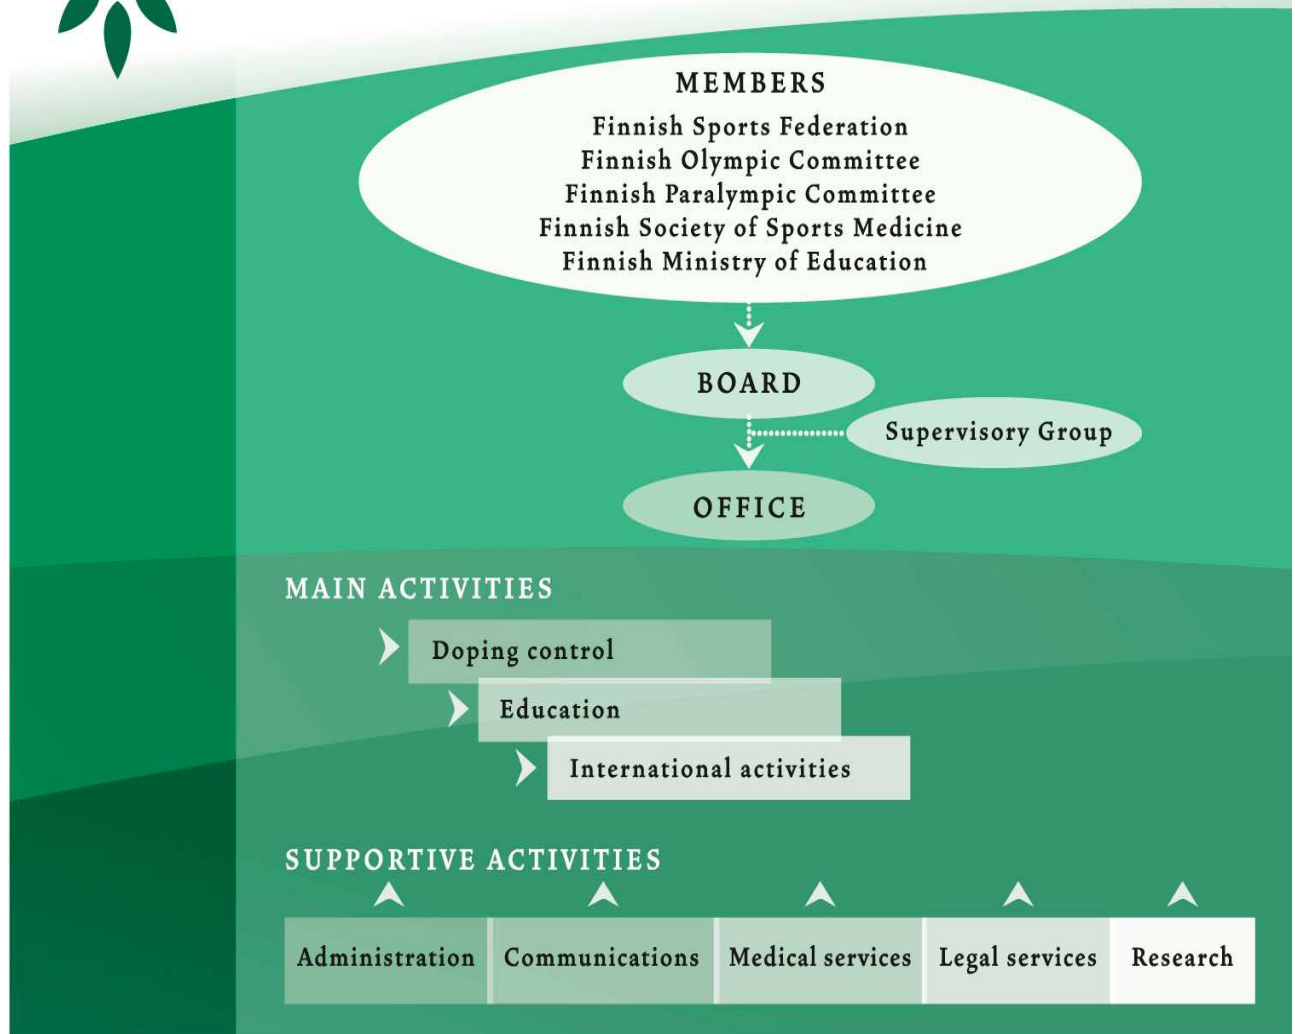 MEMBERS
Finnish Sports Federation
Finnish Olympic Committee
Finnish Paralympic Committee
Finnish Society of Sports Medicine
Finnish Ministry of Education
BOARD
Supervisory Group
OFFICE
MAIN ACTIVITIES
Doping control
Education
International activities
SUPPORTIVE ACTIVITIES
Administration Communications Medical services Legal services Research